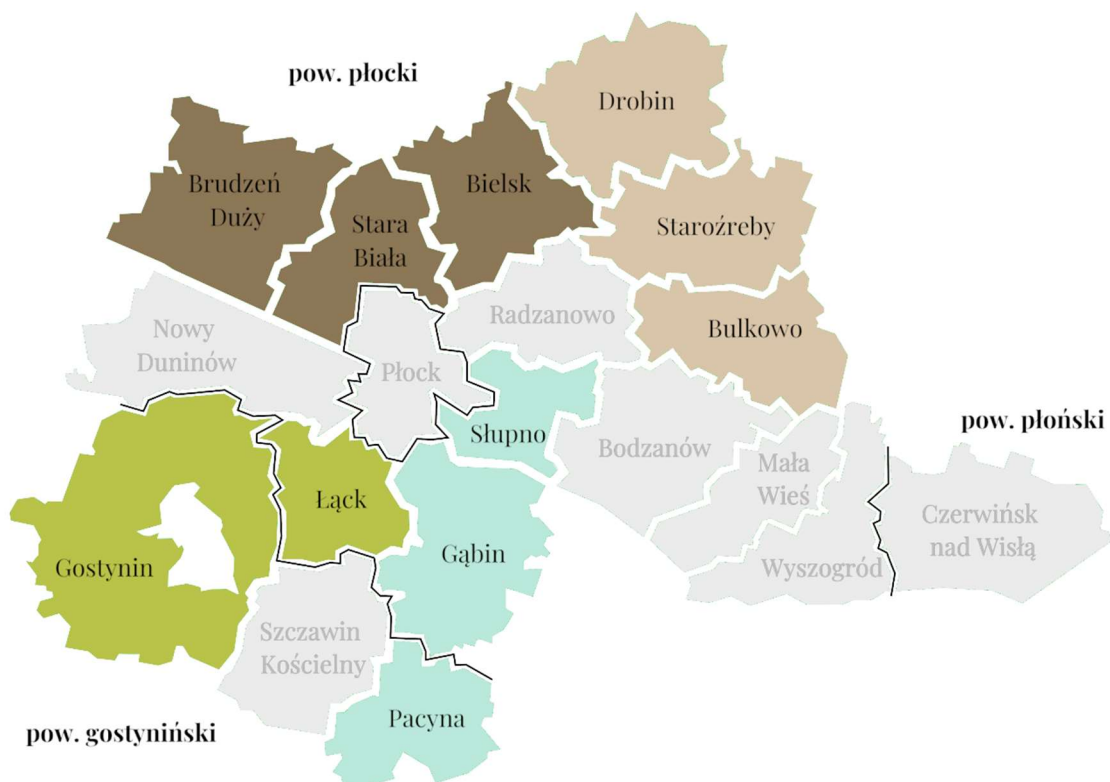 pow. płocki
Drobin
Brudzeń
Duży
Bielsk
Stara
Biała
Staroźreby
Radzanowo
Nowy
Duninów
Bulkowo
Płock
Słupno
pow. płoński
Bodzanów
Mała
Wieś
Łąck
Czerwińsk
nad Wisłą
Gostynin
Gąbin
Wyszogród
Szczawin
Kościelny
Pacyna
pow. gostyniński